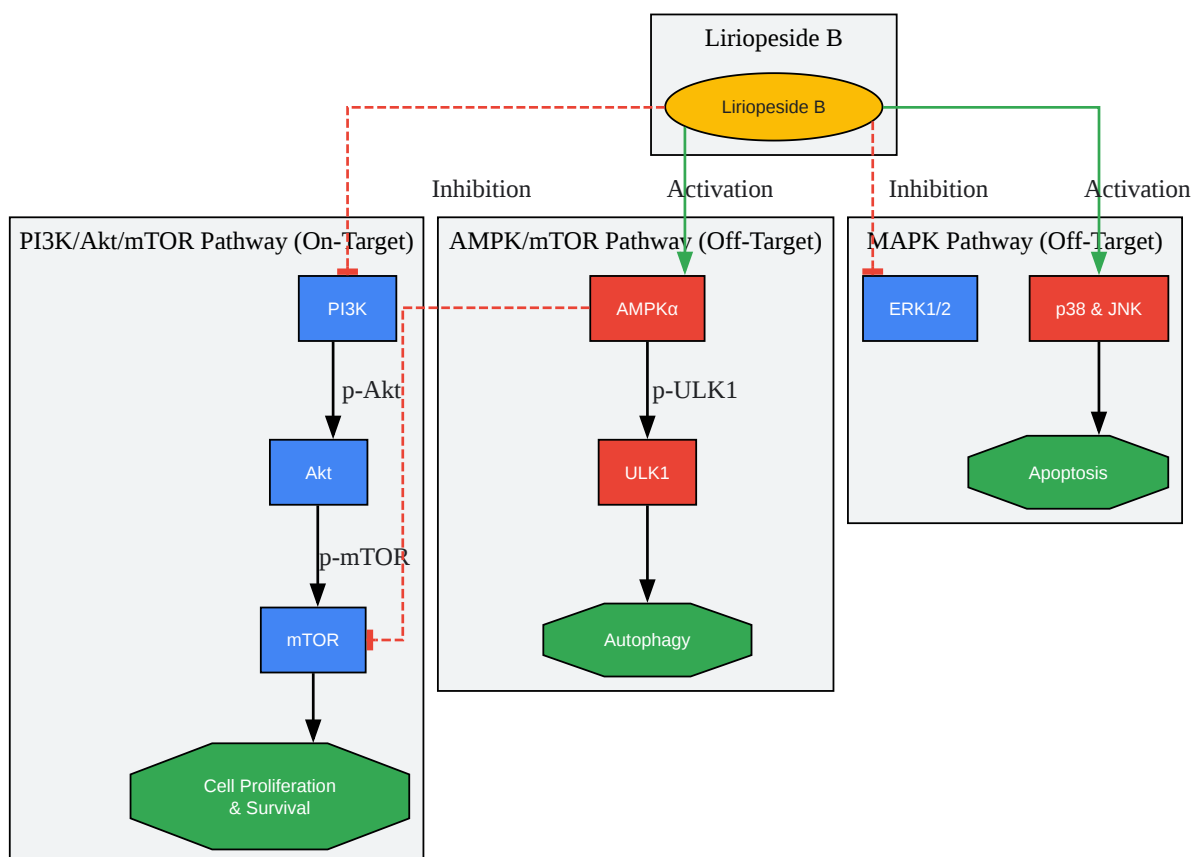 Liriopeside B
Liriopeside B
Inhibition
Activation
Inhibition
Activation
PI3K/Akt/mTOR Pathway (On-Target)
AMPK/mTOR Pathway (Off-Target)
MAPK Pathway (Off-Target)
PI3K
AMPKα
ERK1/2
p38 & JNK
p-Akt
p-ULK1
Akt
ULK1
Apoptosis
p-mTOR
mTOR
Autophagy
Cell Proliferation
& Survival